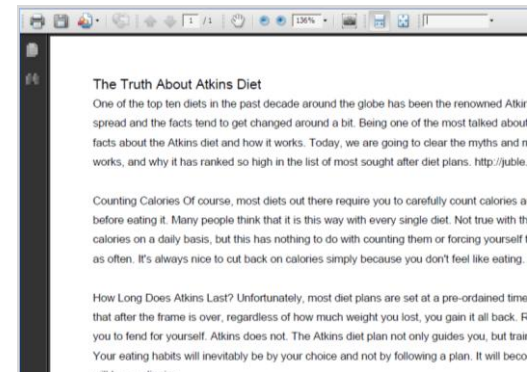 1 /1 136%
The Truth About Atkins Diet
One of the top ten diets in the past decade around the globe has been the renowned Atkin
spread and the facts tend to get changed around a bit. Being one of the most talked about
facts about the Atkins diet and how it works. Today, we are going to clear the myths and m
works, and why it has ranked so high in the list of most sought after diet plans. http://juble.
Counting Calories Of course, most diets out there require you to carefully count calories a
before eating it. Many people think that it is this way with every single diet. Not true with th
calories on a daily basis, but this has nothing to do with counting them or forcing yourself t
as often. It's always nice to cut back on calories simply because you don't feel like eating.
How Long Does Atkins Last? Unfortunately, most diet plans are set at a pre-ordained time
that after the frame is over, regardless of how much weight you lost, you gain it all back. R
you to fend for yourself. Atkins does not. The Atkins diet plan not only guides you, but train
Your eating habits will inevitably be by your choice and not by following a plan. It will beco